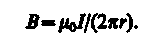 B = μ₀I/(2πr).